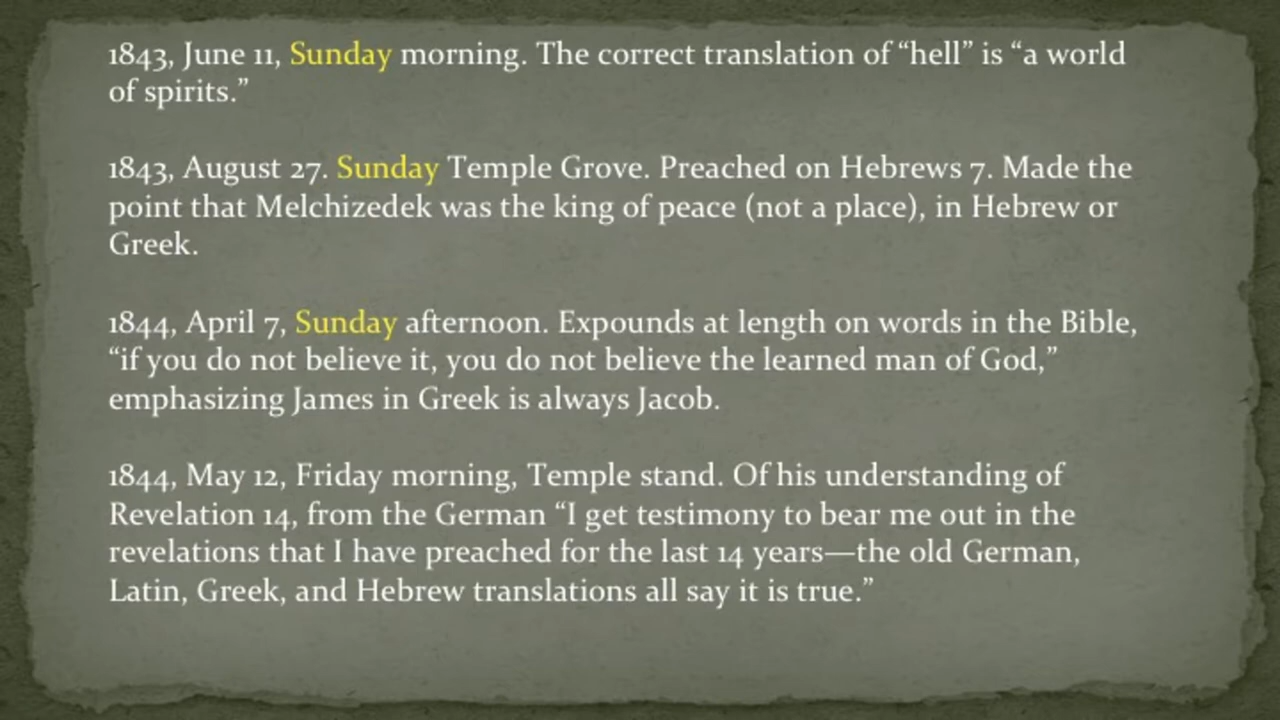 1843, June 11, Sunday morning. The correct translation of “hell” is “a world
of spirits.”
1843, August 27. Sunday Temple Grove. Preached on Hebrews 7. Made the
point that Melchizedek was the king of peace (not a place), in Hebrew or
Greek.
1844, April 7, Sunday afternoon. Expounds at length on words in the Bible,
“if you do not believe it, you do not believe the learned man of God,”
emphasizing James in Greek is always Jacob.
1844, May 12, Friday morning, Temple stand. Of his understanding of
Revelation 14, from the German “I get testimony to bear me out in the
revelations that I have preached for the last 14 years—the old German,
Latin, Greek, and Hebrew translations all say it is true.”